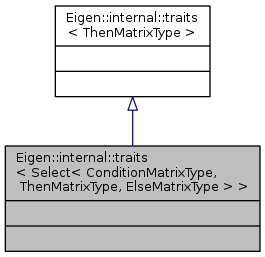 Eigen::internal::traits
< ThenMatrixType >
Eigen::internal::traits
< Select< ConditionMatrixType,
ThenMatrixType, ElseMatrixType > >